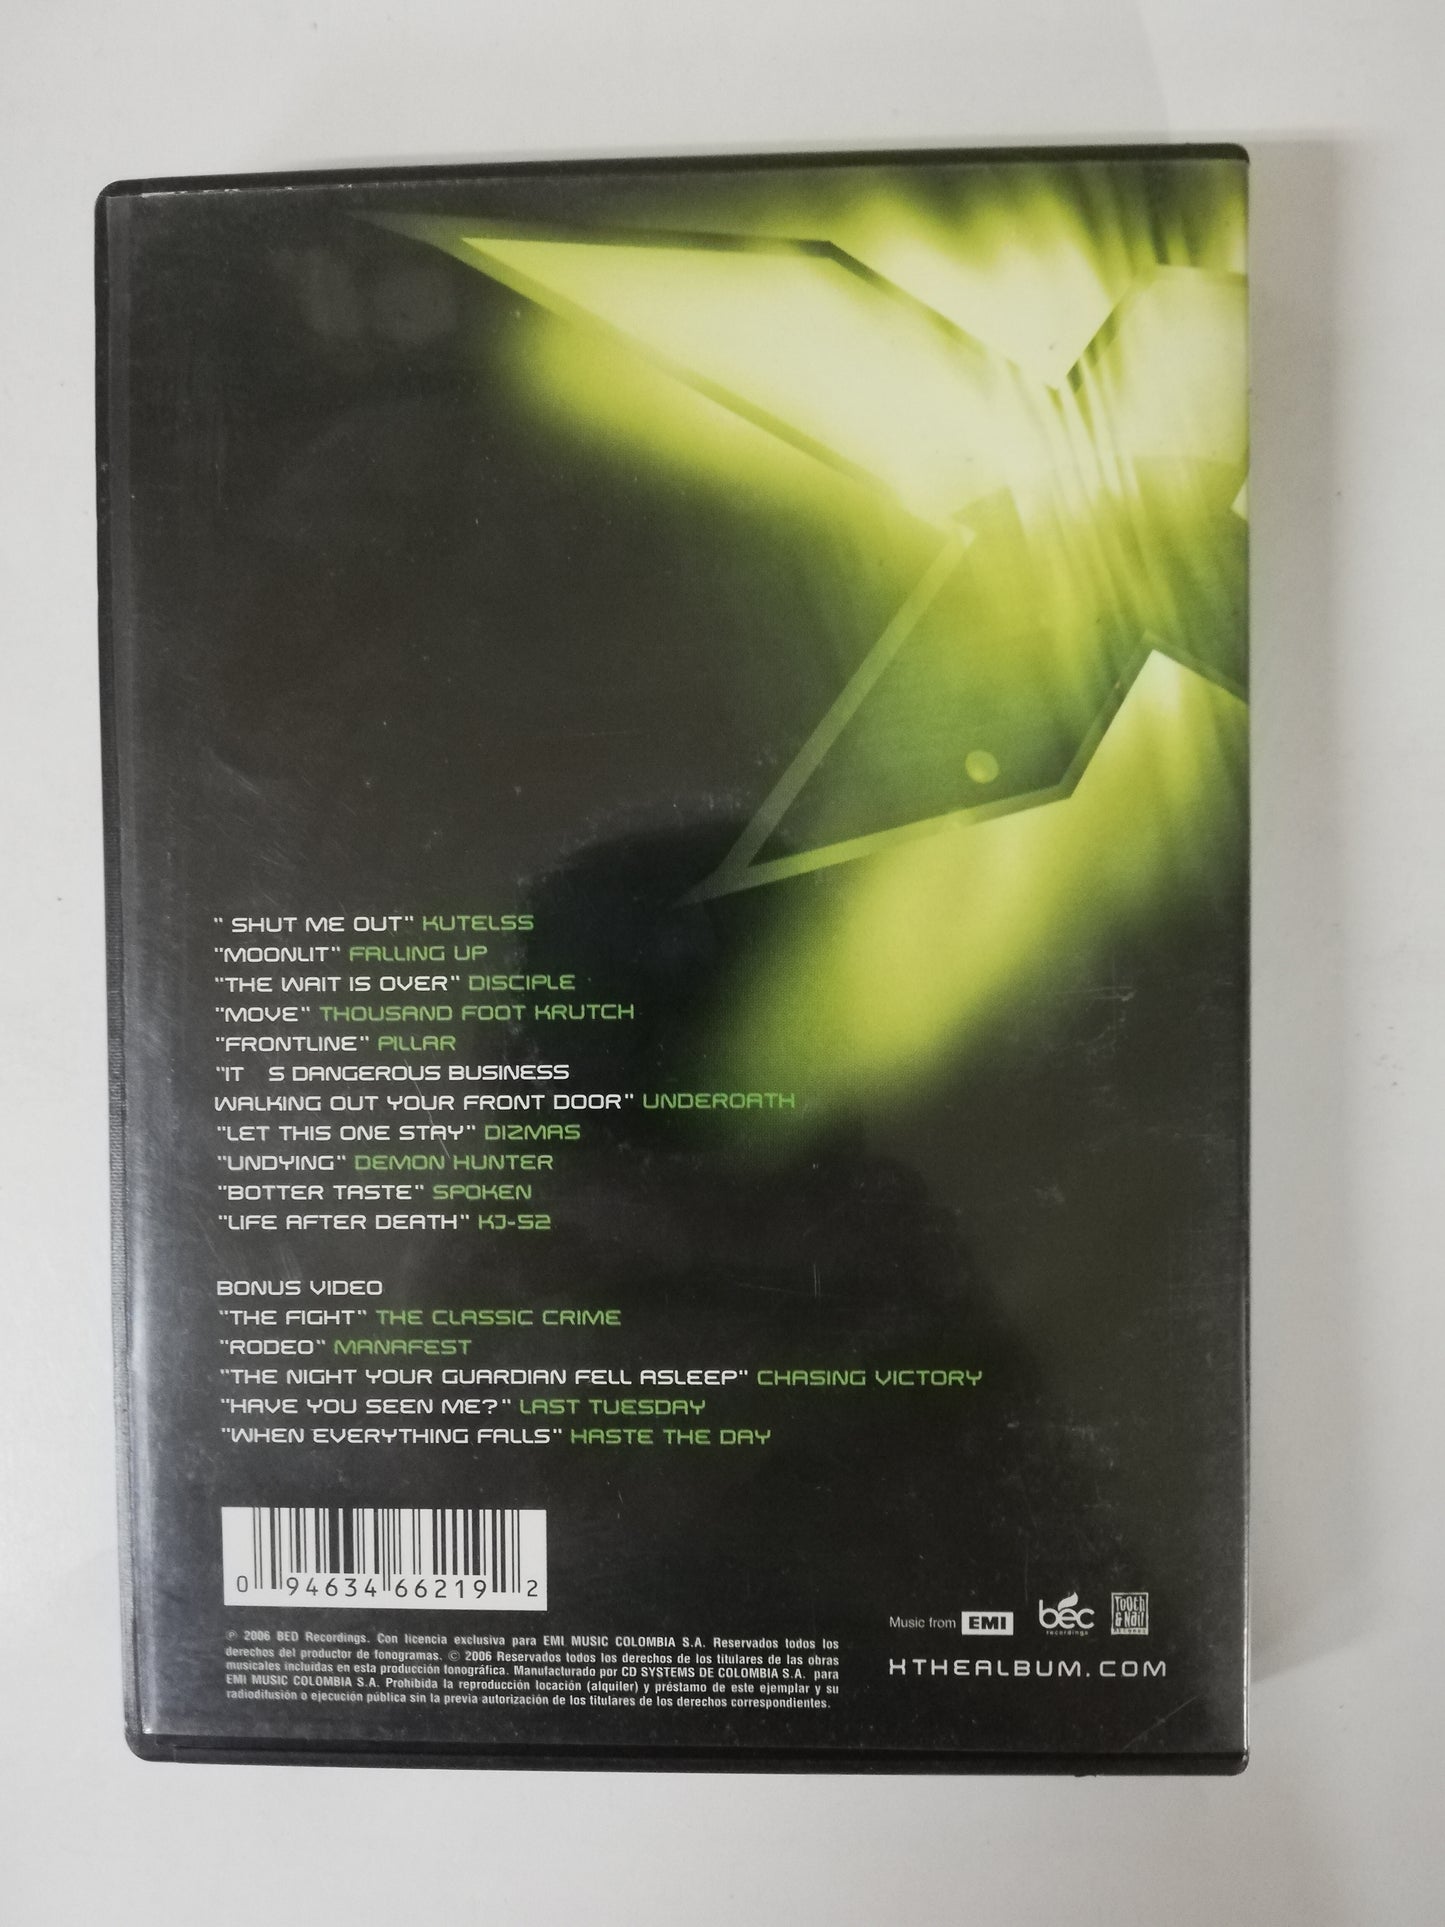 " SHUT ME OUT" KUTELSS
"MOONLIT" FALLING UP
"THE WAIT IS OVER" DISCIPLE
"MOVE" THOUSAND FOOT KRUTCH
"FRONTLINE" PILLAR
"IT   S DANGEROUS BUSINESS
WALKING OUT YOUR FRONT DOOR" UNDEROATH
"LET THIS ONE STAY" DIZMAS
"UNDYING" DEMON HUNTER
"BOTTER TASTE" SPOKEN
"LIFE AFTER DEATH" KJ-52
BONUS VIDEO
"THE FIGHT" THE CLASSIC CRIME
"RODEO" MANAFEST
"THE NIGHT YOUR GUARDIAN FELL ASLEEP" CHASING VICTORY
"HAVE YOU SEEN ME?" LAST TUESDAY
"WHEN EVERYTHING FALLS" HASTE THE DAY
0 94634 66219 2
℗ 2006 BED Recordings. Con licencia exclusiva para EMI MUSIC COLOMBIA S.A. Reservados todos los
derechos del productor de fonogramas. © 2006 Reservados todos los derechos de los titulares de las obras
musicales incluídas en esta producción fonográfica. Manufacturado por CD SYSTEMS DE COLOMBIA S.A. para
EMI MUSIC COLOMBIA S.A. Prohibida la reproducción locación (alquiler) y préstamo de este ejemplar y su
radioditusión o ejecución pública sin la previa autorización de los titulares de los derechos correspondientes.
Music from EMI
bec
recordings
Tooth
& Nail
RECORDS
XTHEALBUM.COM